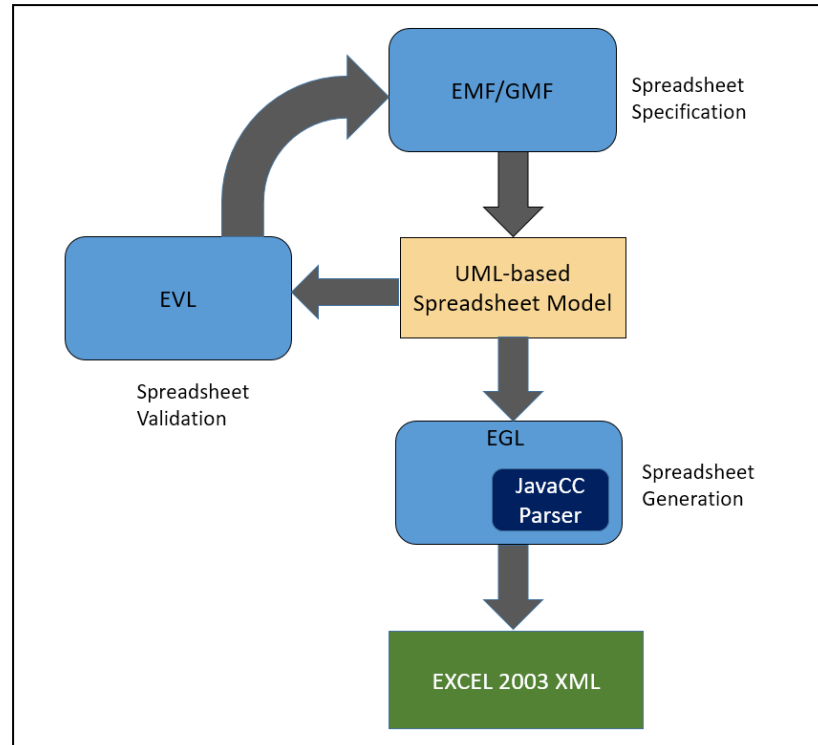 EMF/GMF
Spreadsheet
Specification
UML-based
Spreadsheet Model
EVL
Spreadsheet
Validation
EGL
JavaCC
Parser
Spreadsheet
Generation
EXCEL 2003 XML